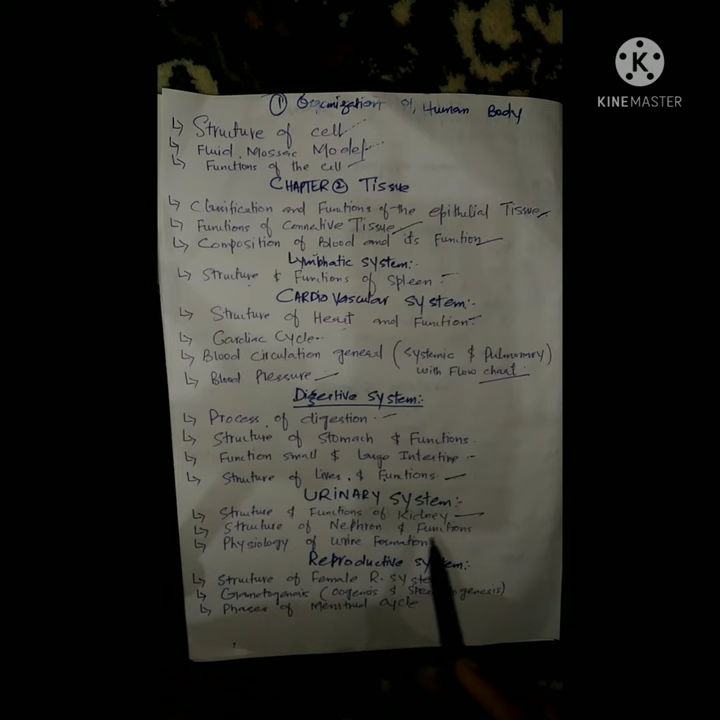 K
KINEMASTER
① Organization of Human Body
↳ Structure of cell
↳ Fluid Mosaic Model
↳ Functions of the cell
CHAPTER ② Tissue
↳ Classification and Functions of the epithelial Tissue
↳ Functions of Connative Tissue
↳ Composition of Blood and its Function
Lymphatic system:-
↳ Structure & Functions of Spleen
CARDIO Vascular system:-
↳ Structure of Heart and Function
↳ Cardiac Cycle
↳ Blood Circulation general (Systemic & Pulmonary)
with Flow chart
↳ Blood Pressure
Digestive system:-
↳ Process of digestion
↳ Structure of Stomach & Functions
↳ Function small & Large Intestine
↳ Structure of Liver & Functions
URINARY system:-
↳ Structure & Functions of Kidney
↳ Structure of Nephron & Functions
↳ Physiology of Urine Formation
Reproductive system:-
↳ Structure of Female R. syste
↳ (Oogenis & genesis)
↳ Phases of Menstrual cycle